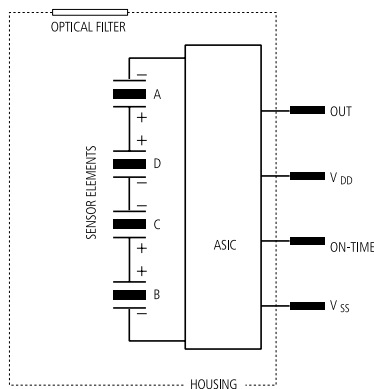 OPTICAL FILTER
−
A
+
+
D
−
−
C
+
+
B
−
SENSOR ELEMENTS
ASIC
OUT
V DD
ON-TIME
V SS
HOUSING